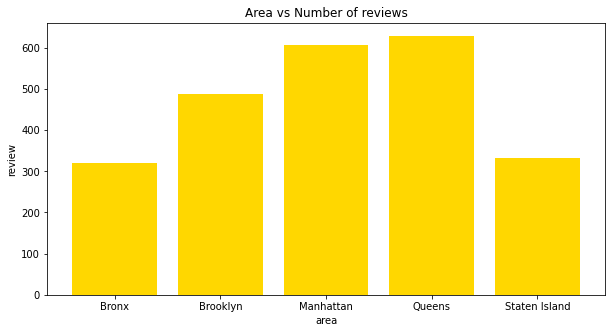 Area vs Number of reviews
review
600
500
400
300
200
100
0
Bronx
Brooklyn
Manhattan
Queens
Staten Island
area